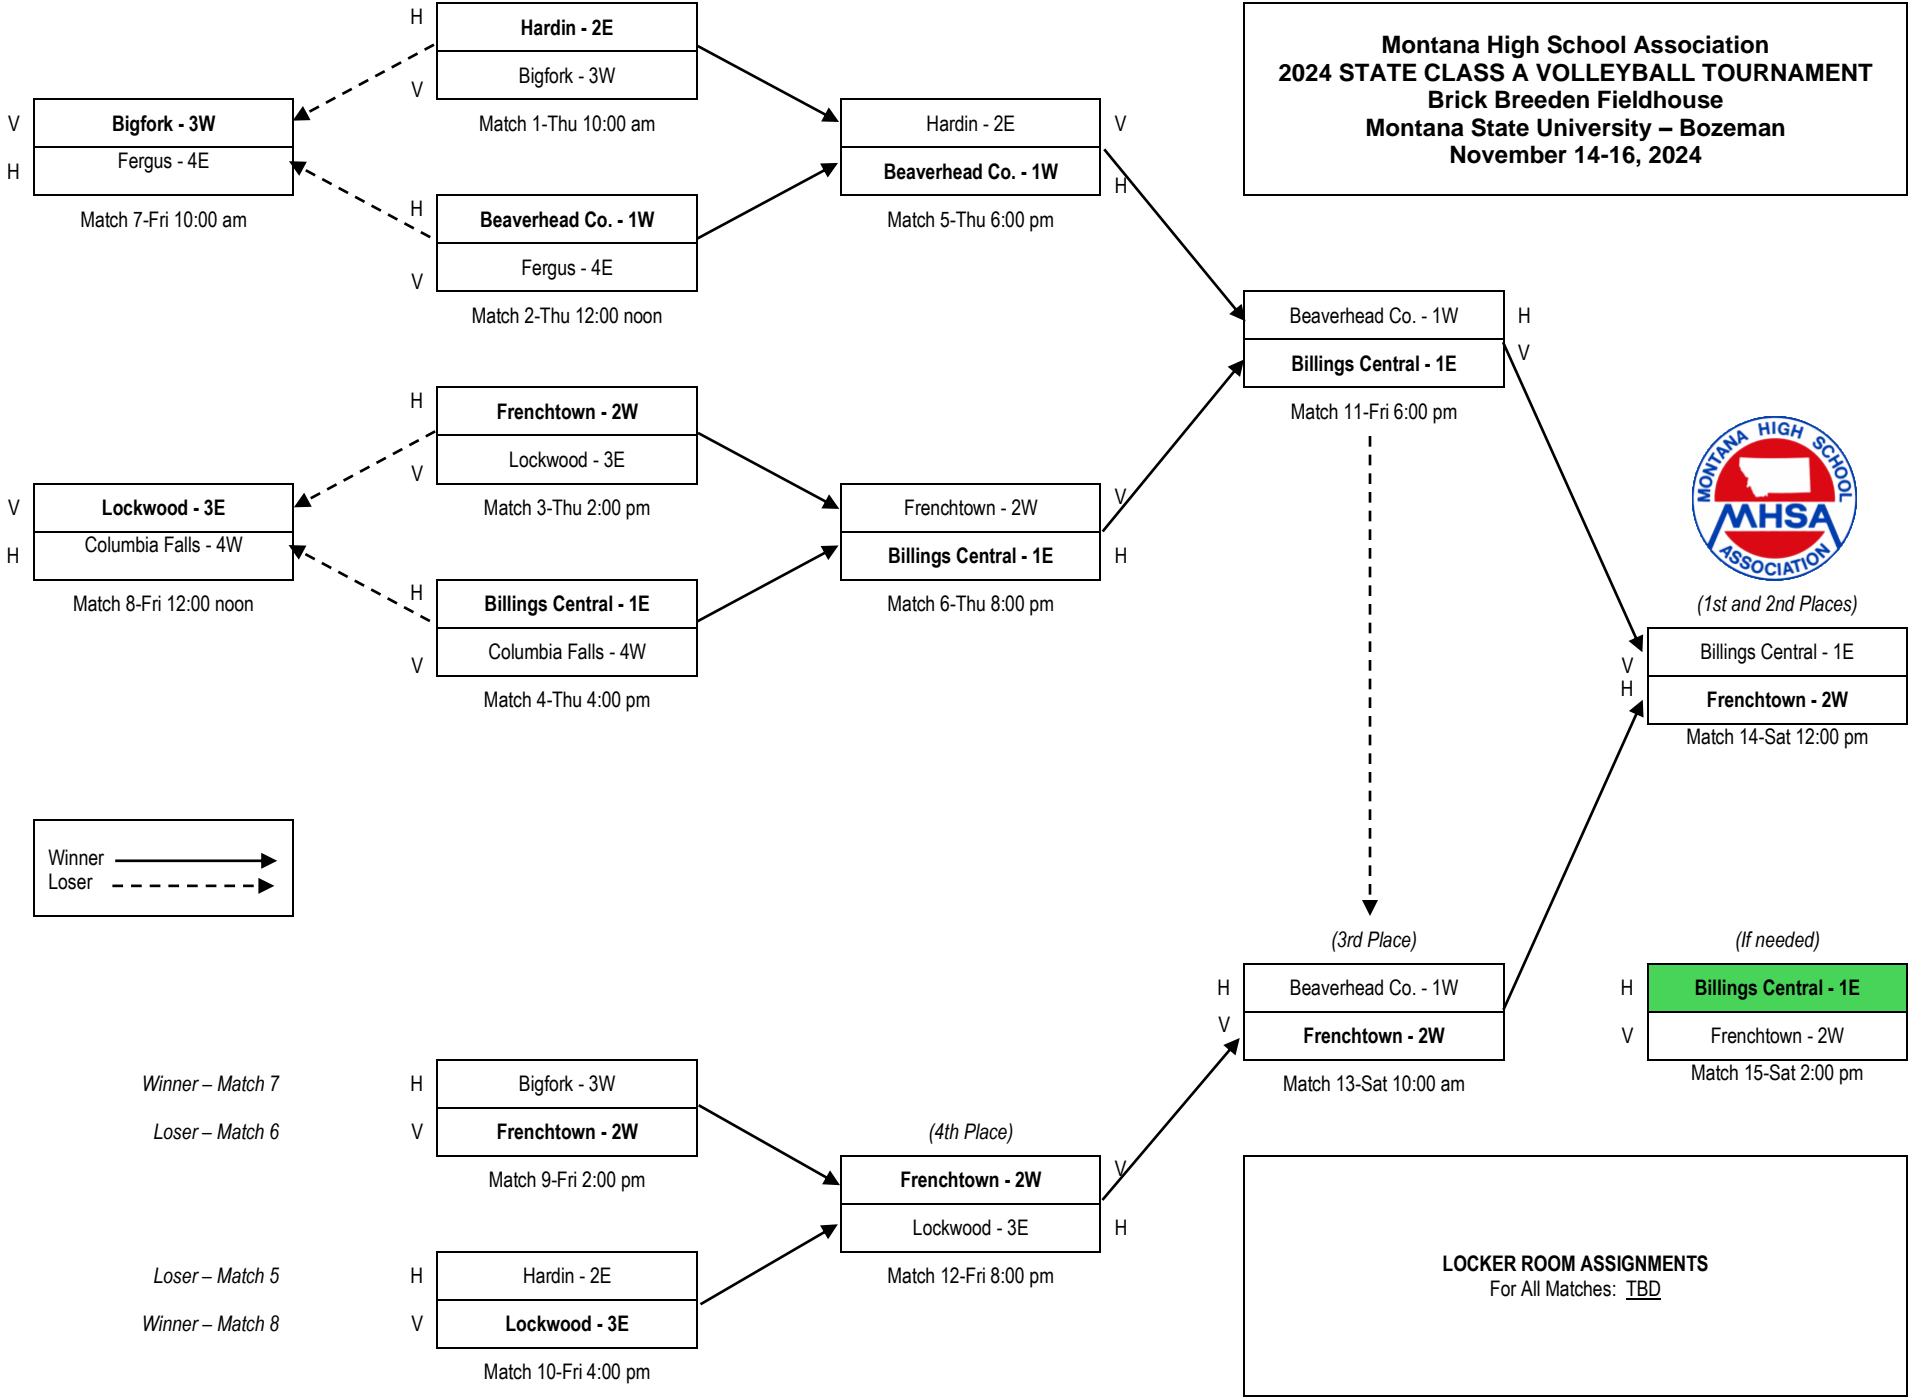 Montana High School Association
2024 STATE CLASS A VOLLEYBALL TOURNAMENT
Brick Breeden Fieldhouse
Montana State University – Bozeman
November 14-16, 2024
H
Hardin - 2E
Bigfork - 3W
V
Match 1-Thu 10:00 am
V
Bigfork - 3W
Fergus - 4E
H
Match 7-Fri 10:00 am
H
Beaverhead Co. - 1W
Fergus - 4E
V
Match 2-Thu 12:00 noon
Hardin - 2E
V
Beaverhead Co. - 1W
H
Match 5-Thu 6:00 pm
H
Frenchtown - 2W
Lockwood - 3E
V
Match 3-Thu 2:00 pm
V
Lockwood - 3E
Columbia Falls - 4W
H
Match 8-Fri 12:00 noon
H
Billings Central - 1E
Columbia Falls - 4W
V
Match 4-Thu 4:00 pm
Frenchtown - 2W
V
Billings Central - 1E
H
Match 6-Thu 8:00 pm
Beaverhead Co. - 1W
H
Billings Central - 1E
V
Match 11-Fri 6:00 pm
MONTANA HIGH SCHOOL
MHSA
ASSOCIATION
(1st and 2nd Places)
Billings Central - 1E
V
H
Frenchtown - 2W
Match 14-Sat 12:00 pm
Winner
Loser
(3rd Place)
H
Beaverhead Co. - 1W
V
Frenchtown - 2W
Match 13-Sat 10:00 am
(If needed)
H
Billings Central - 1E
V
Frenchtown - 2W
Match 15-Sat 2:00 pm
Winner – Match 7
H
Bigfork - 3W
Loser – Match 6
V
Frenchtown - 2W
Match 9-Fri 2:00 pm
(4th Place)
Frenchtown - 2W
V
Lockwood - 3E
H
Match 12-Fri 8:00 pm
Loser – Match 5
H
Hardin - 2E
Winner – Match 8
V
Lockwood - 3E
Match 10-Fri 4:00 pm
LOCKER ROOM ASSIGNMENTS
For All Matches: TBD